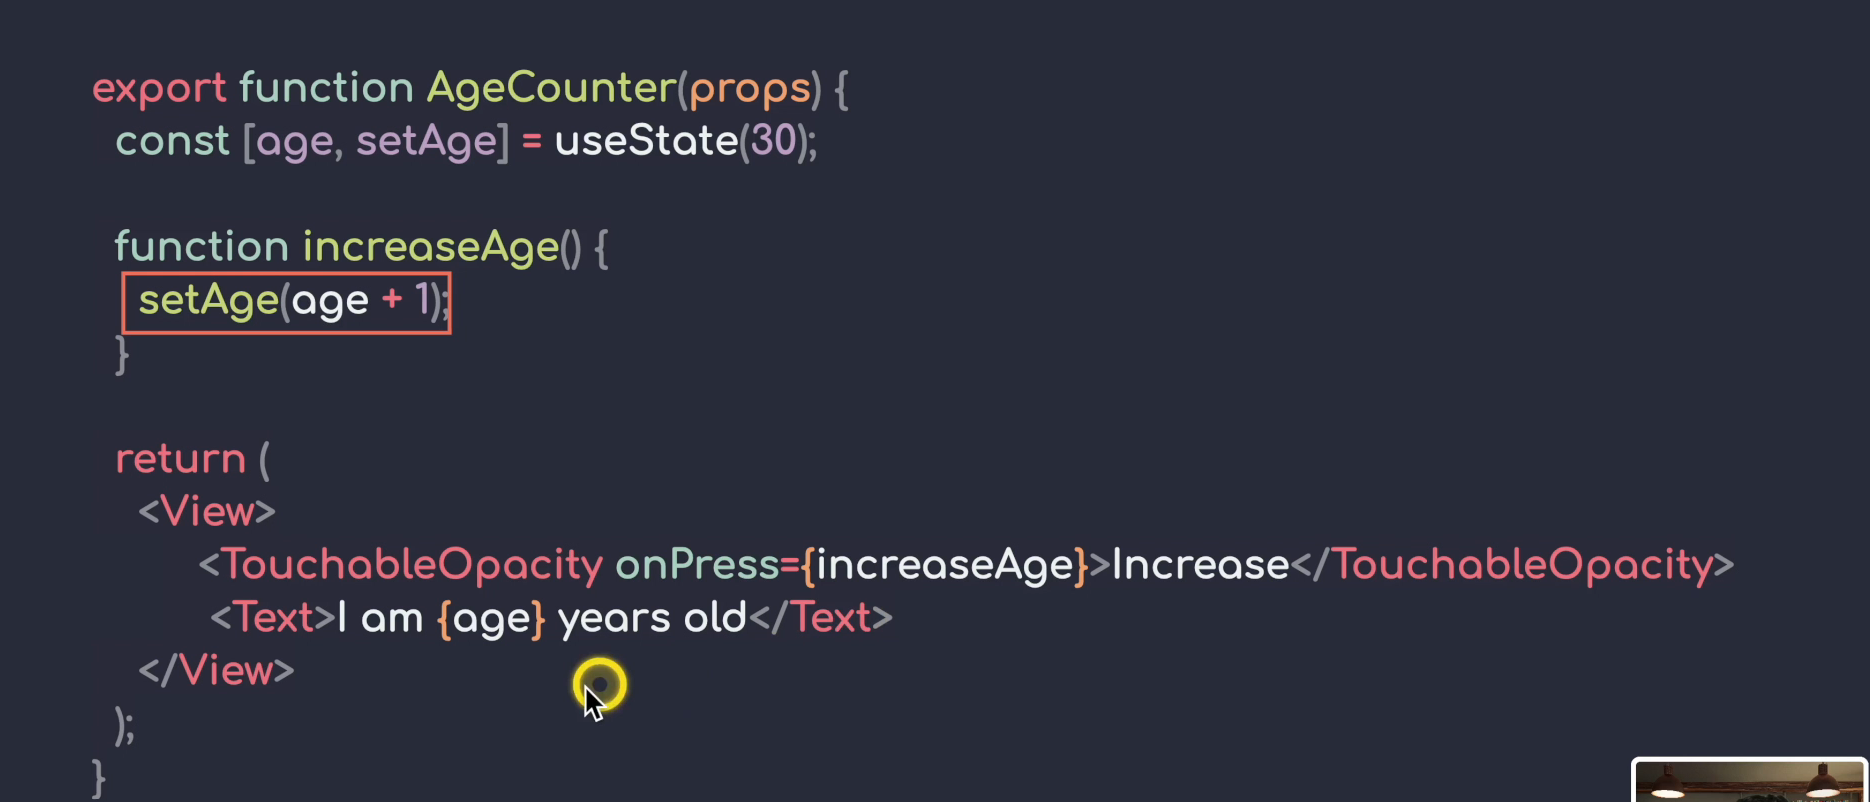 export function AgeCounter(props) {
const [age, setAge] = useState(30);
function increaseAge() {
setAge(age + 1);
}
return (
<View>
<TouchableOpacity onPress={increaseAge}>Increase</TouchableOpacity>
<Text>I am {age} years old</Text>
</View>
);
}